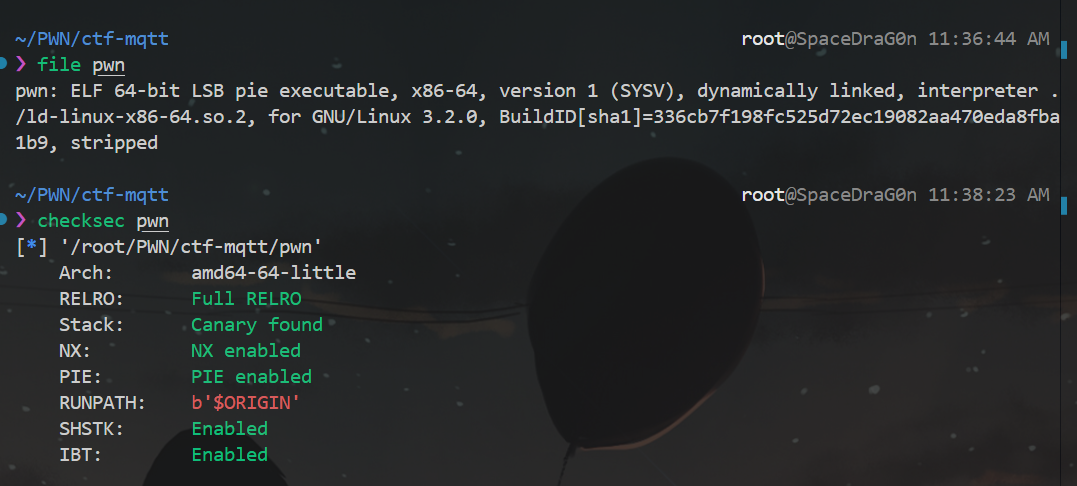 ~/PWN/ctf-mqtt root@SpaceDraG0n 11:36:44 AM
❯ file pwn
pwn: ELF 64-bit LSB pie executable, x86-64, version 1 (SYSV), dynamically linked, interpreter .
/ld-linux-x86-64.so.2, for GNU/Linux 3.2.0, BuildID[sha1]=336cb7f198fc525d72ec19082aa470eda8fba
1b9, stripped
~/PWN/ctf-mqtt root@SpaceDraG0n 11:38:23 AM
❯ checksec pwn
[*] '/root/PWN/ctf-mqtt/pwn'
Arch: amd64-64-little
RELRO: Full RELRO
Stack: Canary found
NX: NX enabled
PIE: PIE enabled
RUNPATH: b'$ORIGIN'
SHSTK: Enabled
IBT: Enabled